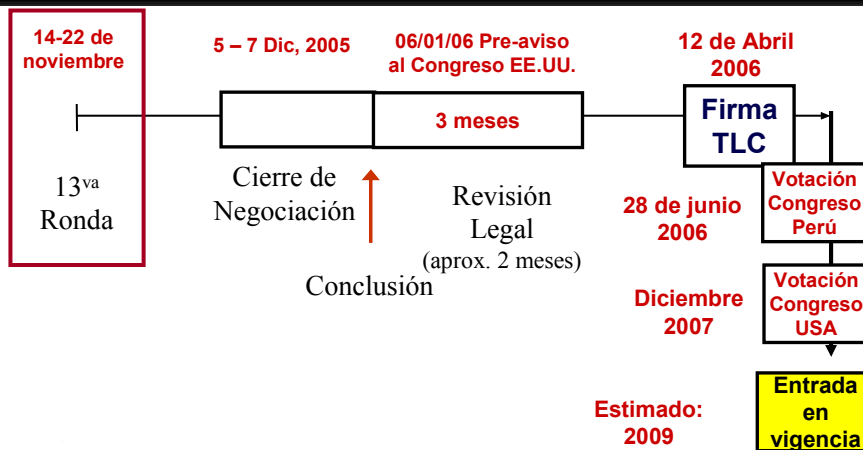 14-22 de
noviembre
5 – 7 Dic, 2005
06/01/06 Pre-aviso
al Congreso EE.UU.
12 de Abril
2006
3 meses
Firma
TLC
13va
Ronda
Cierre de
Negociación
Conclusión
Revisión
Legal
(aprox. 2 meses)
28 de junio
2006
Votación
Congreso
Perú
Diciembre
2007
Votación
Congreso
USA
Estimado:
2009
Entrada
en
vigencia